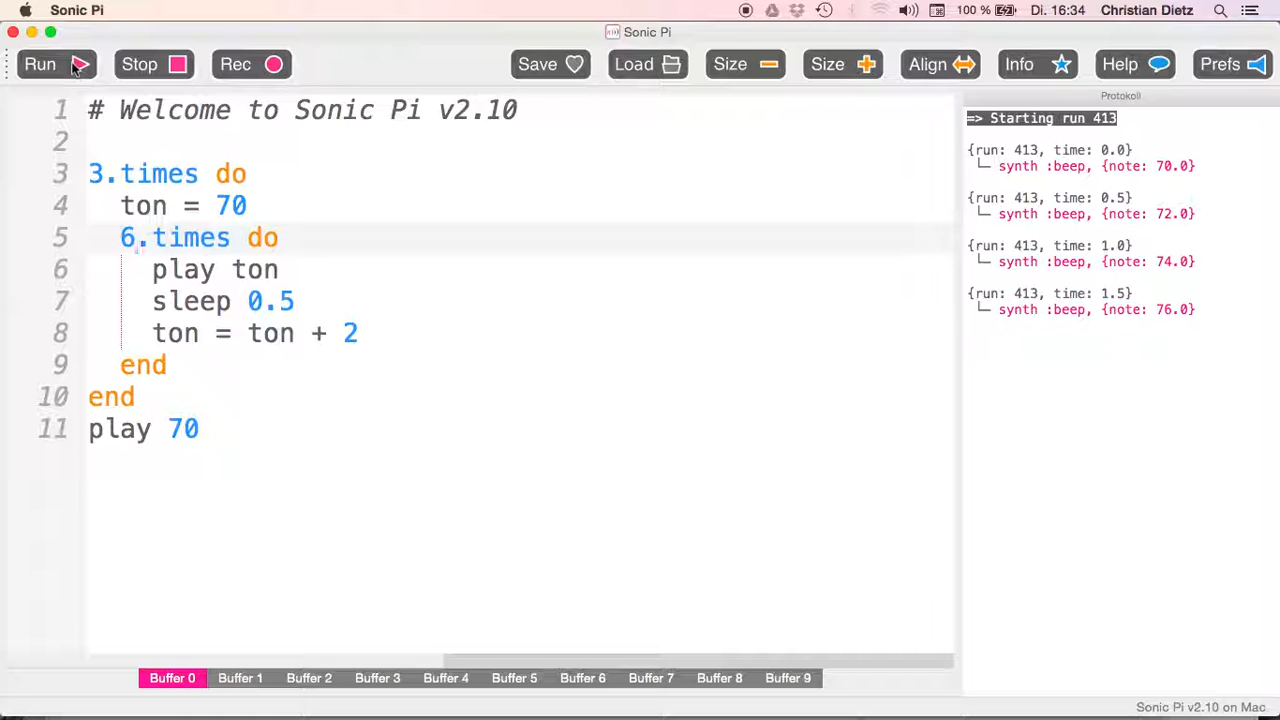 Sonic Pi
100 %
Di. 16:34
Christian Dietz
Sonic Pi
Run
Stop
Rec
Save
Load
Size
Size
Align
Info
Help
Prefs
1 # Welcome to Sonic Pi v2.10
2
3 3.times do
4 ton = 70
5 6.times do
6 play ton
7 sleep 0.5
8 ton = ton + 2
9 end
10 end
11 play 70
Protokoll
=> Starting run 413
{run: 413, time: 0.0}
└─ synth :beep, {note: 70.0}
{run: 413, time: 0.5}
└─ synth :beep, {note: 72.0}
{run: 413, time: 1.0}
└─ synth :beep, {note: 74.0}
{run: 413, time: 1.5}
└─ synth :beep, {note: 76.0}
Buffer 0
Buffer 1
Buffer 2
Buffer 3
Buffer 4
Buffer 5
Buffer 6
Buffer 7
Buffer 8
Buffer 9
Sonic Pi v2.10 on Mac